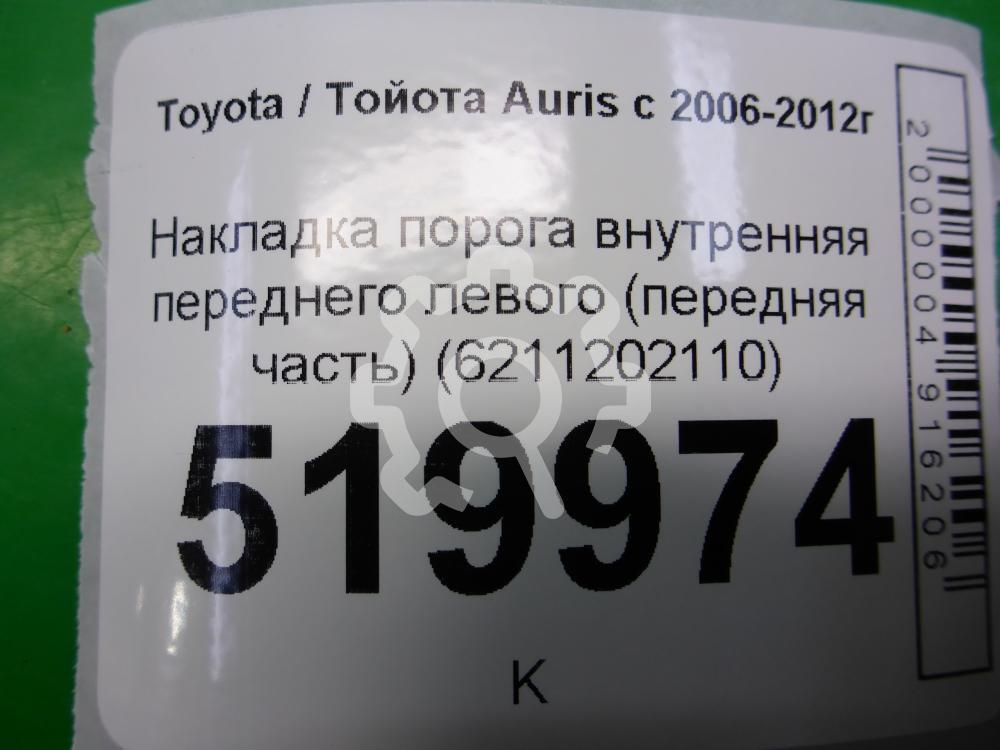 Toyota / Тойота Auris с 2006-2012г
Накладка порога внутренняя
переднего левого (передняя
часть) (6211202110)
519974
К
2000004916206